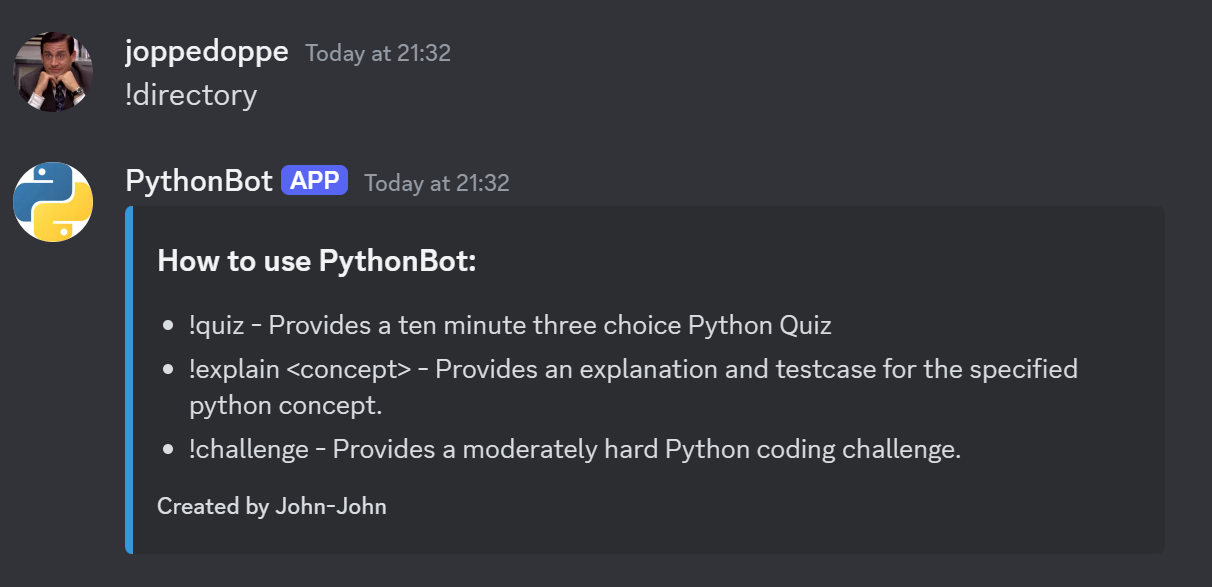 joppedoppe Today at 21:32
!directory
PythonBot APP Today at 21:32
How to use PythonBot:
• !quiz - Provides a ten minute three choice Python Quiz
• !explain <concept> - Provides an explanation and testcase for the specified
python concept.
• !challenge - Provides a moderately hard Python coding challenge.
Created by John-John